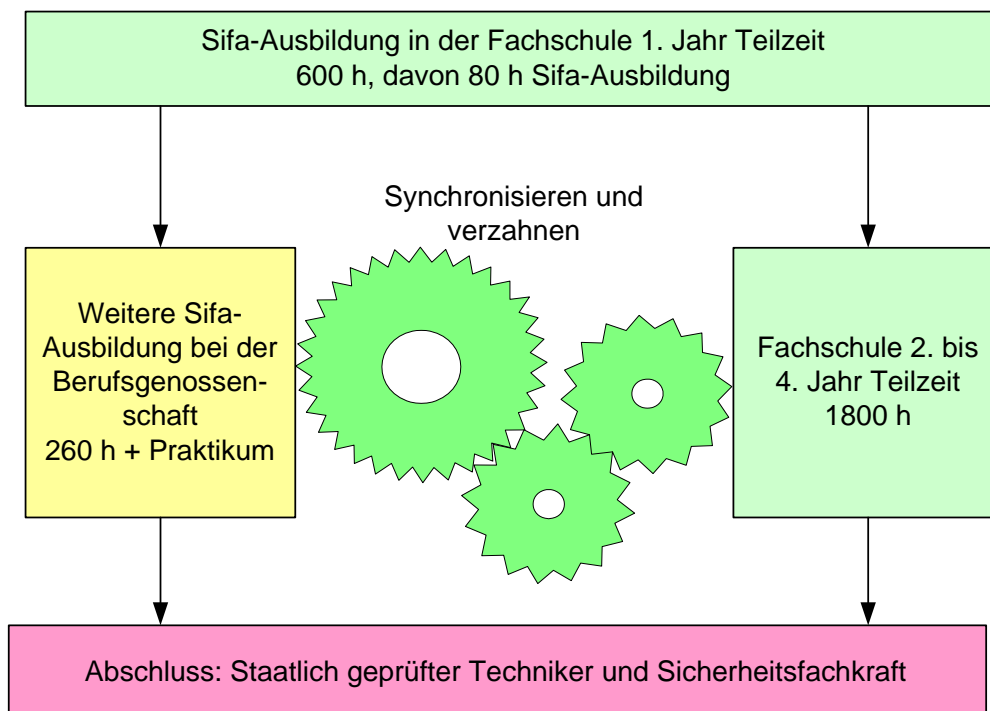 Sifa-Ausbildung in der Fachschule 1. Jahr Teilzeit
600 h, davon 80 h Sifa-Ausbildung
Synchronisieren und
verzahnen
Weitere Sifa-
Ausbildung bei der
Berufsgenossen-
schaft
260 h + Praktikum
Fachschule 2. bis
4. Jahr Teilzeit
1800 h
Abschluss: Staatlich geprüfter Techniker und Sicherheitsfachkraft